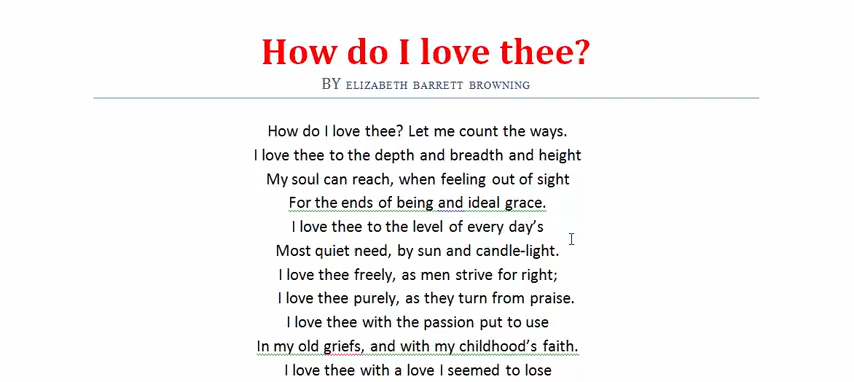 How do I love thee?
BY ELIZABETH BARRETT BROWNING
How do I love thee? Let me count the ways.
I love thee to the depth and breadth and height
My soul can reach, when feeling out of sight
For the ends of being and ideal grace.
I love thee to the level of every day’s
Most quiet need, by sun and candle-light.
I love thee freely, as men strive for right;
I love thee purely, as they turn from praise.
I love thee with the passion put to use
In my old griefs, and with my childhood’s faith.
I love thee with a love I seemed to lose